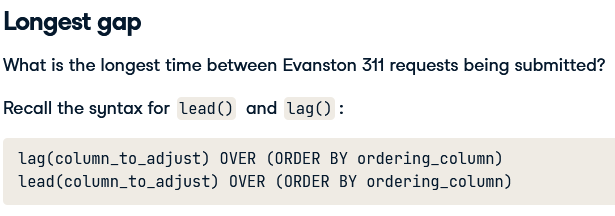 Longest gap
What is the longest time between Evanston 311 requests being submitted?
Recall the syntax for lead() and lag() :
lag(column_to_adjust) OVER (ORDER BY ordering_column)
lead(column_to_adjust) OVER (ORDER BY ordering_column)